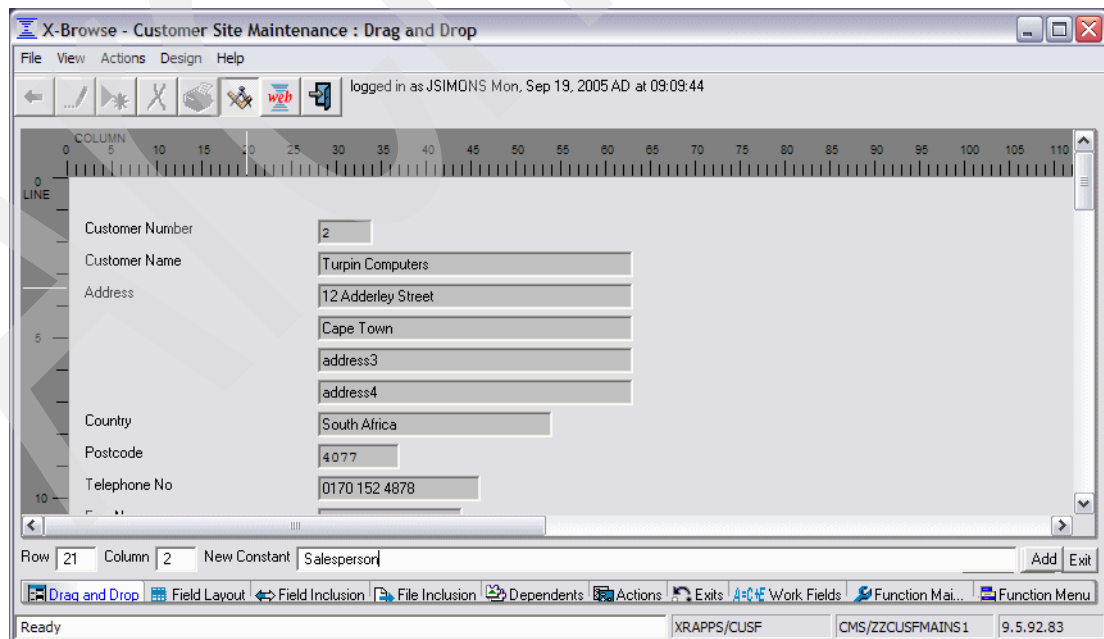 X-Browse - Customer Site Maintenance : Drag and Drop
File View Actions Design Help
web
logged in as JSIMONS Mon, Sep 19, 2005 AD at 09:09:44
COLUMN
0 5 10 15 20 25 30 35 40 45 50 55 60 65 70 75 80 85 90 95 100 105 110
0
LINE
Customer Number 2
Customer Name Turpin Computers
Address 12 Adderley Street
Cape Town
5 address3
address4
Country South Africa
Postcode 4077
Telephone No 0170 152 4878
10
Row 21 Column 2 New Constant Salesperson Add Exit
Drag and Drop Field Layout Field Inclusion File Inclusion Dependents Actions Exits Work Fields Function Mai... Function Menu
Ready XRAPPS/CUSF CMS/ZZCUSFMAINS1 9.5.92.83